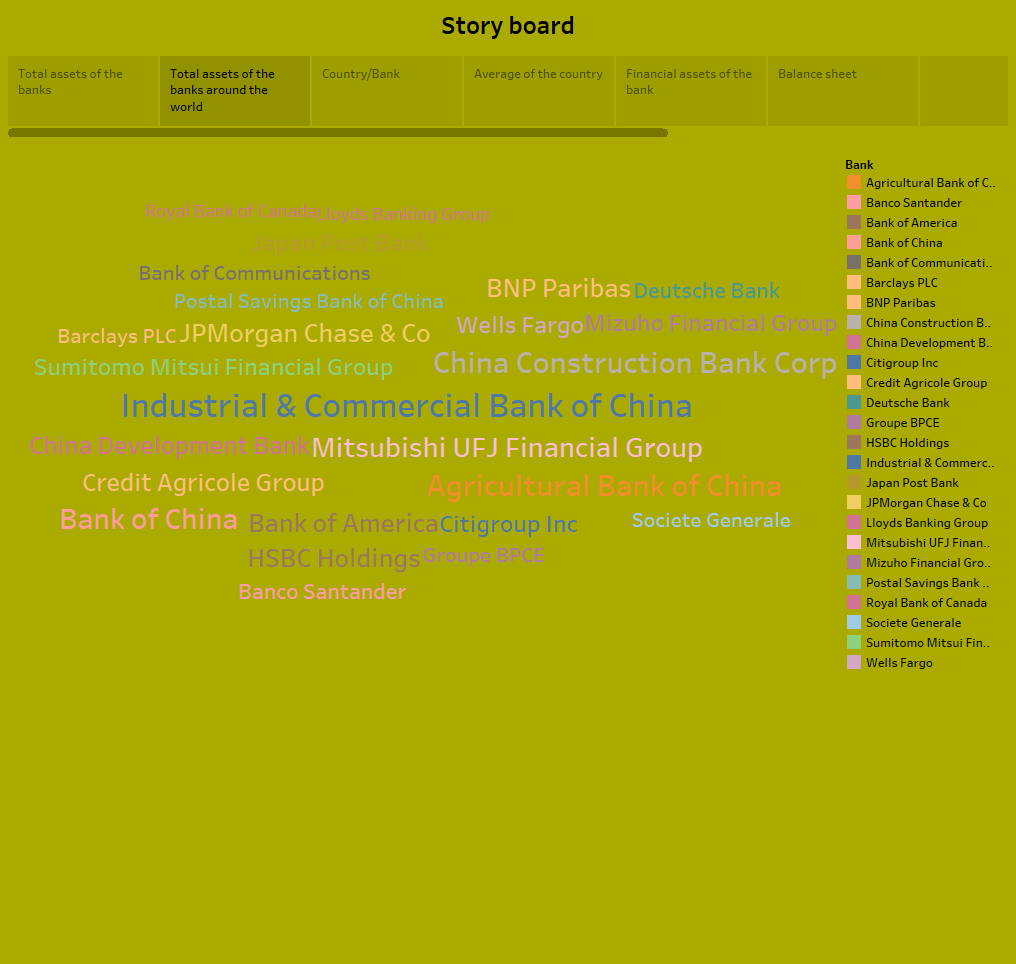 Story board
Total assets of the
banks
Total assets of the
banks around the
world
Country/Bank
Average of the country
Financial assets of the
bank
Balance sheet
Royal Bank of Canada
Lloyds Banking Group
Japan Post Bank
Bank of Communications
Postal Savings Bank of China
BNP Paribas
Deutsche Bank
Barclays PLC
JPMorgan Chase & Co
Wells Fargo
Mizuho Financial Group
Sumitomo Mitsui Financial Group
China Construction Bank Corp
Industrial & Commercial Bank of China
China Development Bank
Mitsubishi UFJ Financial Group
Credit Agricole Group
Agricultural Bank of China
Bank of China
Bank of America
Citigroup Inc
Societe Generale
HSBC Holdings
Groupe BPCE
Banco Santander
Bank
Agricultural Bank of C..
Banco Santander
Bank of America
Bank of China
Bank of Communicati..
Barclays PLC
BNP Paribas
China Construction B..
China Development B..
Citigroup Inc
Credit Agricole Group
Deutsche Bank
Groupe BPCE
HSBC Holdings
Industrial & Commerc..
Japan Post Bank
JPMorgan Chase & Co
Lloyds Banking Group
Mitsubishi UFJ Finan..
Mizuho Financial Gro..
Postal Savings Bank ..
Royal Bank of Canada
Societe Generale
Sumitomo Mitsui Fin..
Wells Fargo